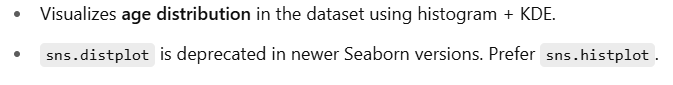 • Visualizes age distribution in the dataset using histogram + KDE.
• sns.distplot is deprecated in newer Seaborn versions. Prefer sns.histplot.